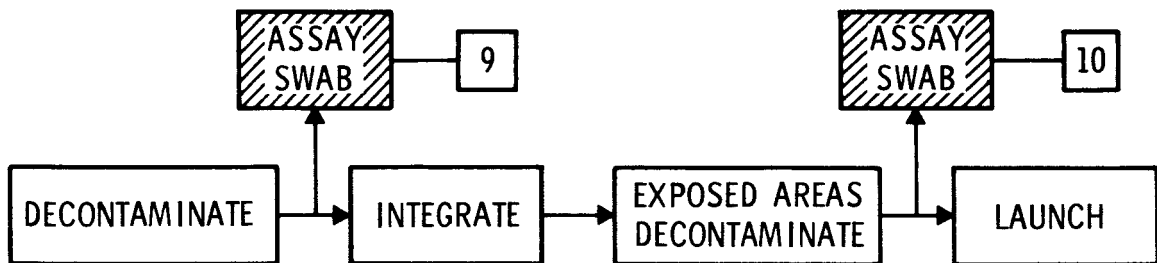 ASSAY
SWAB
9
ASSAY
SWAB
10
DECONTAMINATE
INTEGRATE
EXPOSED AREAS
DECONTAMINATE
LAUNCH